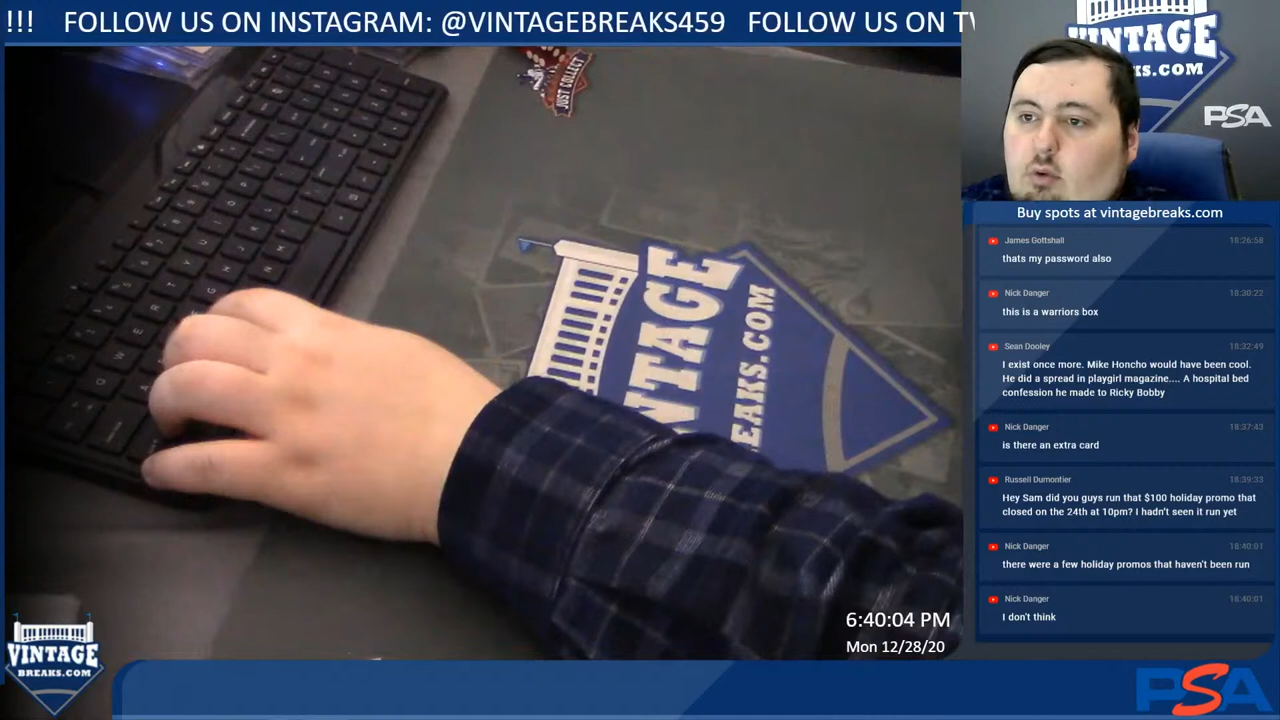 !!! FOLLOW US ON INSTAGRAM: @VINTAGEBREAKS459 FOLLOW US ON TW
VINTAGE
KS.COM
PSA
JUST COLLECT
Buy spots at vintagebreaks.com
James Gottshall 18:26:58
thats my password also
Nick Danger 18:30:22
this is a warriors box
Sean Dooley 18:32:49
I exist once more. Mike Honcho would have been cool.
He did a spread in playgirl magazine.... A hospital bed
confession he made to Ricky Bobby
Nick Danger 18:37:43
is there an extra card
Russell Dumontier 18:39:33
Hey Sam did you guys run that $100 holiday promo that
closed on the 24th at 10pm? I hadn't seen it run yet
Nick Danger 18:40:01
there were a few holiday promos that haven't been run
Nick Danger 18:40:01
I don't think
NTAGE
EAKS.COM
6:40:04 PM
Mon 12/28/20
VINTAGE
BREAKS.COM
PSA